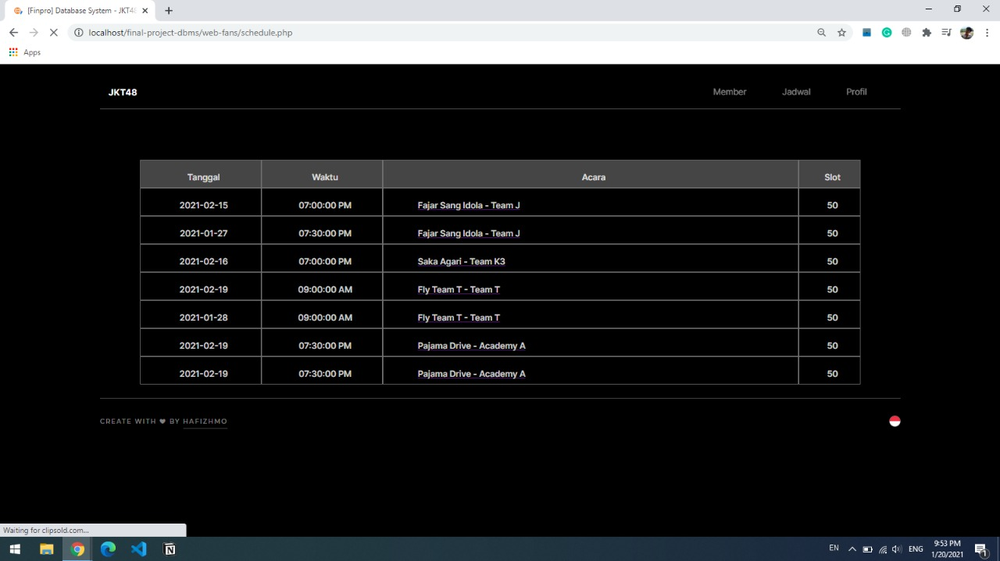 [Finpro] Database System - JKT48
localhost/final-project-dbms/web-fans/schedule.php
Apps
JKT48 Member Jadwal Profil
Tanggal Waktu Acara Slot
2021-02-15 07:00:00 PM Fajar Sang Idola - Team J 50
2021-01-27 07:30:00 PM Fajar Sang Idola - Team J 50
2021-02-16 07:00:00 PM Saka Agari - Team K3 50
2021-02-19 09:00:00 AM Fly Team T - Team T 50
2021-01-28 09:00:00 AM Fly Team T - Team T 50
2021-02-19 07:30:00 PM Pajama Drive - Academy A 50
2021-02-19 07:30:00 PM Pajama Drive - Academy A 50
CREATE WITH ❤ BY HAFIZHMO
Waiting for clipsold.com...
EN ENG 9:53 PM
1/20/2021 1